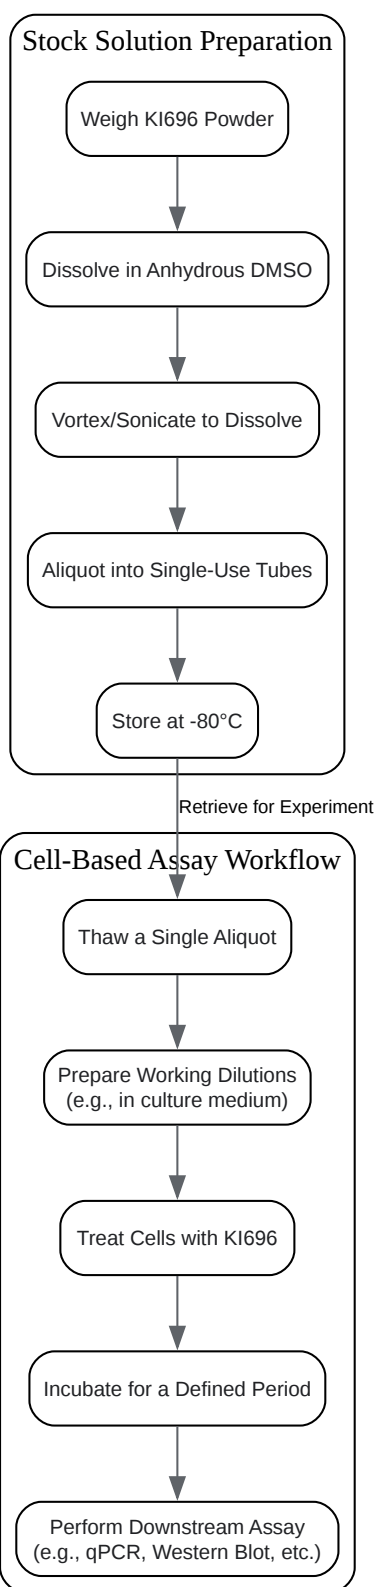 Stock Solution Preparation
Weigh KI696 Powder
Dissolve in Anhydrous DMSO
Vortex/Sonicate to Dissolve
Aliquot into Single-Use Tubes
Store at -80°C
Retrieve for Experiment
Cell-Based Assay Workflow
Thaw a Single Aliquot
Prepare Working Dilutions
(e.g., in culture medium)
Treat Cells with KI696
Incubate for a Defined Period
Perform Downstream Assay
(e.g., qPCR, Western Blot, etc.)